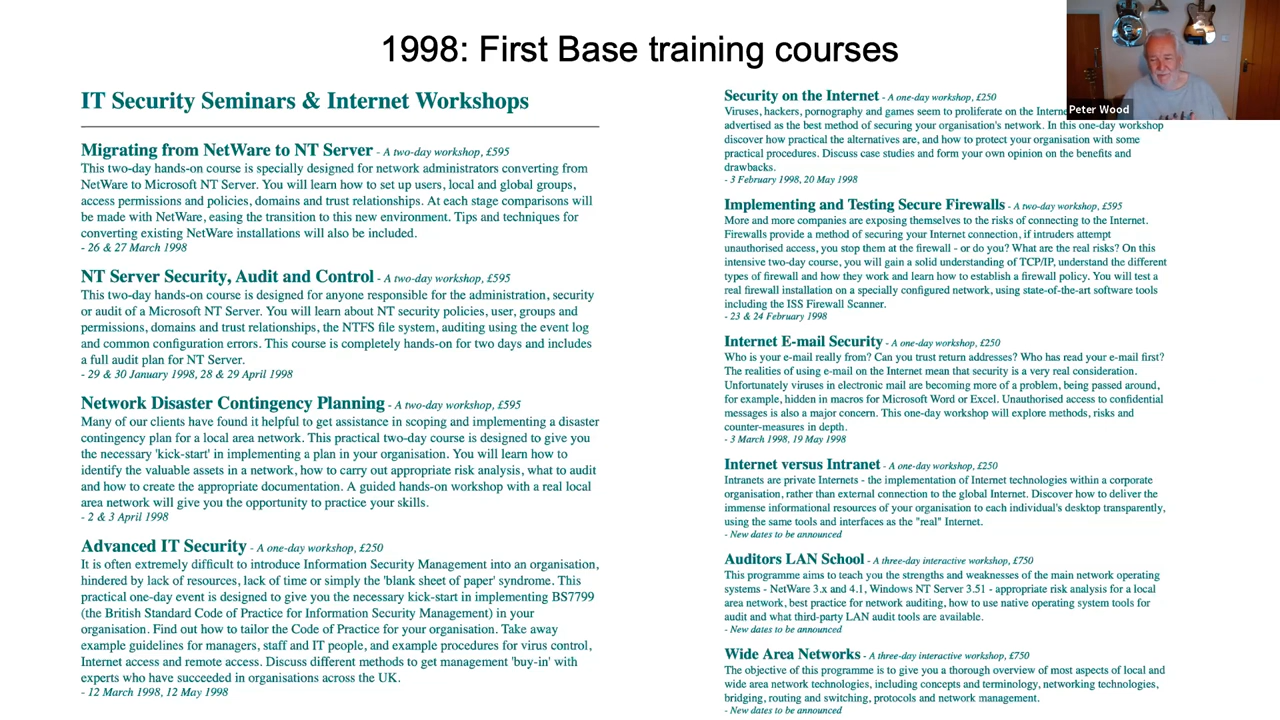 1998: First Base training courses
Peter Wood
IT Security Seminars & Internet Workshops
Migrating from NetWare to NT Server - A two-day workshop, £595
This two-day hands-on course is specially designed for network administrators converting from
NetWare to Microsoft NT Server. You will learn how to set up users, local and global groups,
access permissions and policies, domains and trust relationships. At each stage comparisons will
be made with NetWare, easing the transition to this new environment. Tips and techniques for
converting existing NetWare installations will also be included.
- 26 & 27 March 1998
NT Server Security, Audit and Control - A two-day workshop, £595
This two-day hands-on course is designed for anyone responsible for the administration, security
or audit of a Microsoft NT Server. You will learn about NT security policies, user, groups and
permissions, domains and trust relationships, the NTFS file system, auditing using the event log
and common configuration errors. This course is completely hands-on for two days and includes
a full audit plan for NT Server.
- 29 & 30 January 1998, 28 & 29 April 1998
Network Disaster Contingency Planning - A two-day workshop, £595
Many of our clients have found it helpful to get assistance in scoping and implementing a disaster
contingency plan for a local area network. This practical two-day course is designed to give you
the necessary 'kick-start' in implementing a plan in your organisation. You will learn how to
identify the valuable assets in a network, how to carry out appropriate risk analysis, what to audit
and how to create the appropriate documentation. A guided hands-on workshop with a real local
area network will give you the opportunity to practice your skills.
- 2 & 3 April 1998
Advanced IT Security - A one-day workshop, £250
It is often extremely difficult to introduce Information Security Management into an organisation,
hindered by lack of resources, lack of time or simply the 'blank sheet of paper' syndrome. This
practical one-day event is designed to give you the necessary kick-start in implementing BS7799
(the British Standard Code of Practice for Information Security Management) in your
organisation. Find out how to tailor the Code of Practice for your organisation. Take away
example guidelines for managers, staff and IT people, and example procedures for virus control,
Internet access and remote access. Discuss different methods to get management 'buy-in' with
experts who have succeeded in organisations across the UK.
- 12 March 1998, 12 May 1998
Security on the Internet - A one-day workshop, £250
Viruses, hackers, pornography and games seem to proliferate on the
advertised as the best method of securing your organisation's network. In this one-day workshop
discover how practical the alternatives are, and how to protect your organisation with some
practical procedures. Discuss case studies and form your own opinion on the benefits and
drawbacks.
- 3 February 1998, 20 May 1998
Implementing and Testing Secure Firewalls - A two-day workshop, £595
More and more companies are exposing themselves to the risks of connecting to the Internet.
Firewalls provide a method of securing your Internet connection, if intruders attempt
unauthorised access, you stop them at the firewall - or do you? What are the real risks? On this
intensive two-day course, you will gain a solid understanding of TCP/IP, understand the different
types of firewall and how they work and learn how to establish a firewall policy. You will test a
real firewall installation on a specially configured network, using state-of-the-art software tools
including the ISS Firewall Scanner.
- 23 & 24 February 1998
Internet E-mail Security - A one-day workshop, £250
Who is your e-mail really from? Can you trust return addresses? Who has read your e-mail first?
The realities of using e-mail on the Internet mean that security is a very real consideration.
Unfortunately viruses in electronic mail are becoming more of a problem, being passed around,
for example, hidden in macros for Microsoft Word or Excel. Unauthorised access to confidential
messages is also a major concern. This one-day workshop will explore methods, risks and
counter-measures in depth.
- 3 March 1998, 19 May 1998
Internet versus Intranet - A one-day workshop, £250
Intranets are private Internets - the implementation of Internet technologies within a corporate
organisation, rather than external connection to the global Internet. Discover how to deliver the
immense informational resources of your organisation to each individual's desktop transparently,
using the same tools and interfaces as the "real" Internet.
- New dates to be announced
Auditors LAN School - A three-day interactive workshop, £750
This programme aims to teach you the strengths and weaknesses of the main network operating
systems - NetWare 3.x and 4.1, Windows NT Server 3.51 - appropriate risk analysis for a local
area network, best practice for network auditing, how to use native operating system tools for
audit and what third-party LAN audit tools are available.
- New dates to be announced
Wide Area Networks - A three-day interactive workshop, £750
The objective of this programme is to give you a thorough overview of most aspects of local and
wide area network technologies, including concepts and terminology, networking technologies,
bridging, routing and switching, protocols and network management.
- New dates to be announced